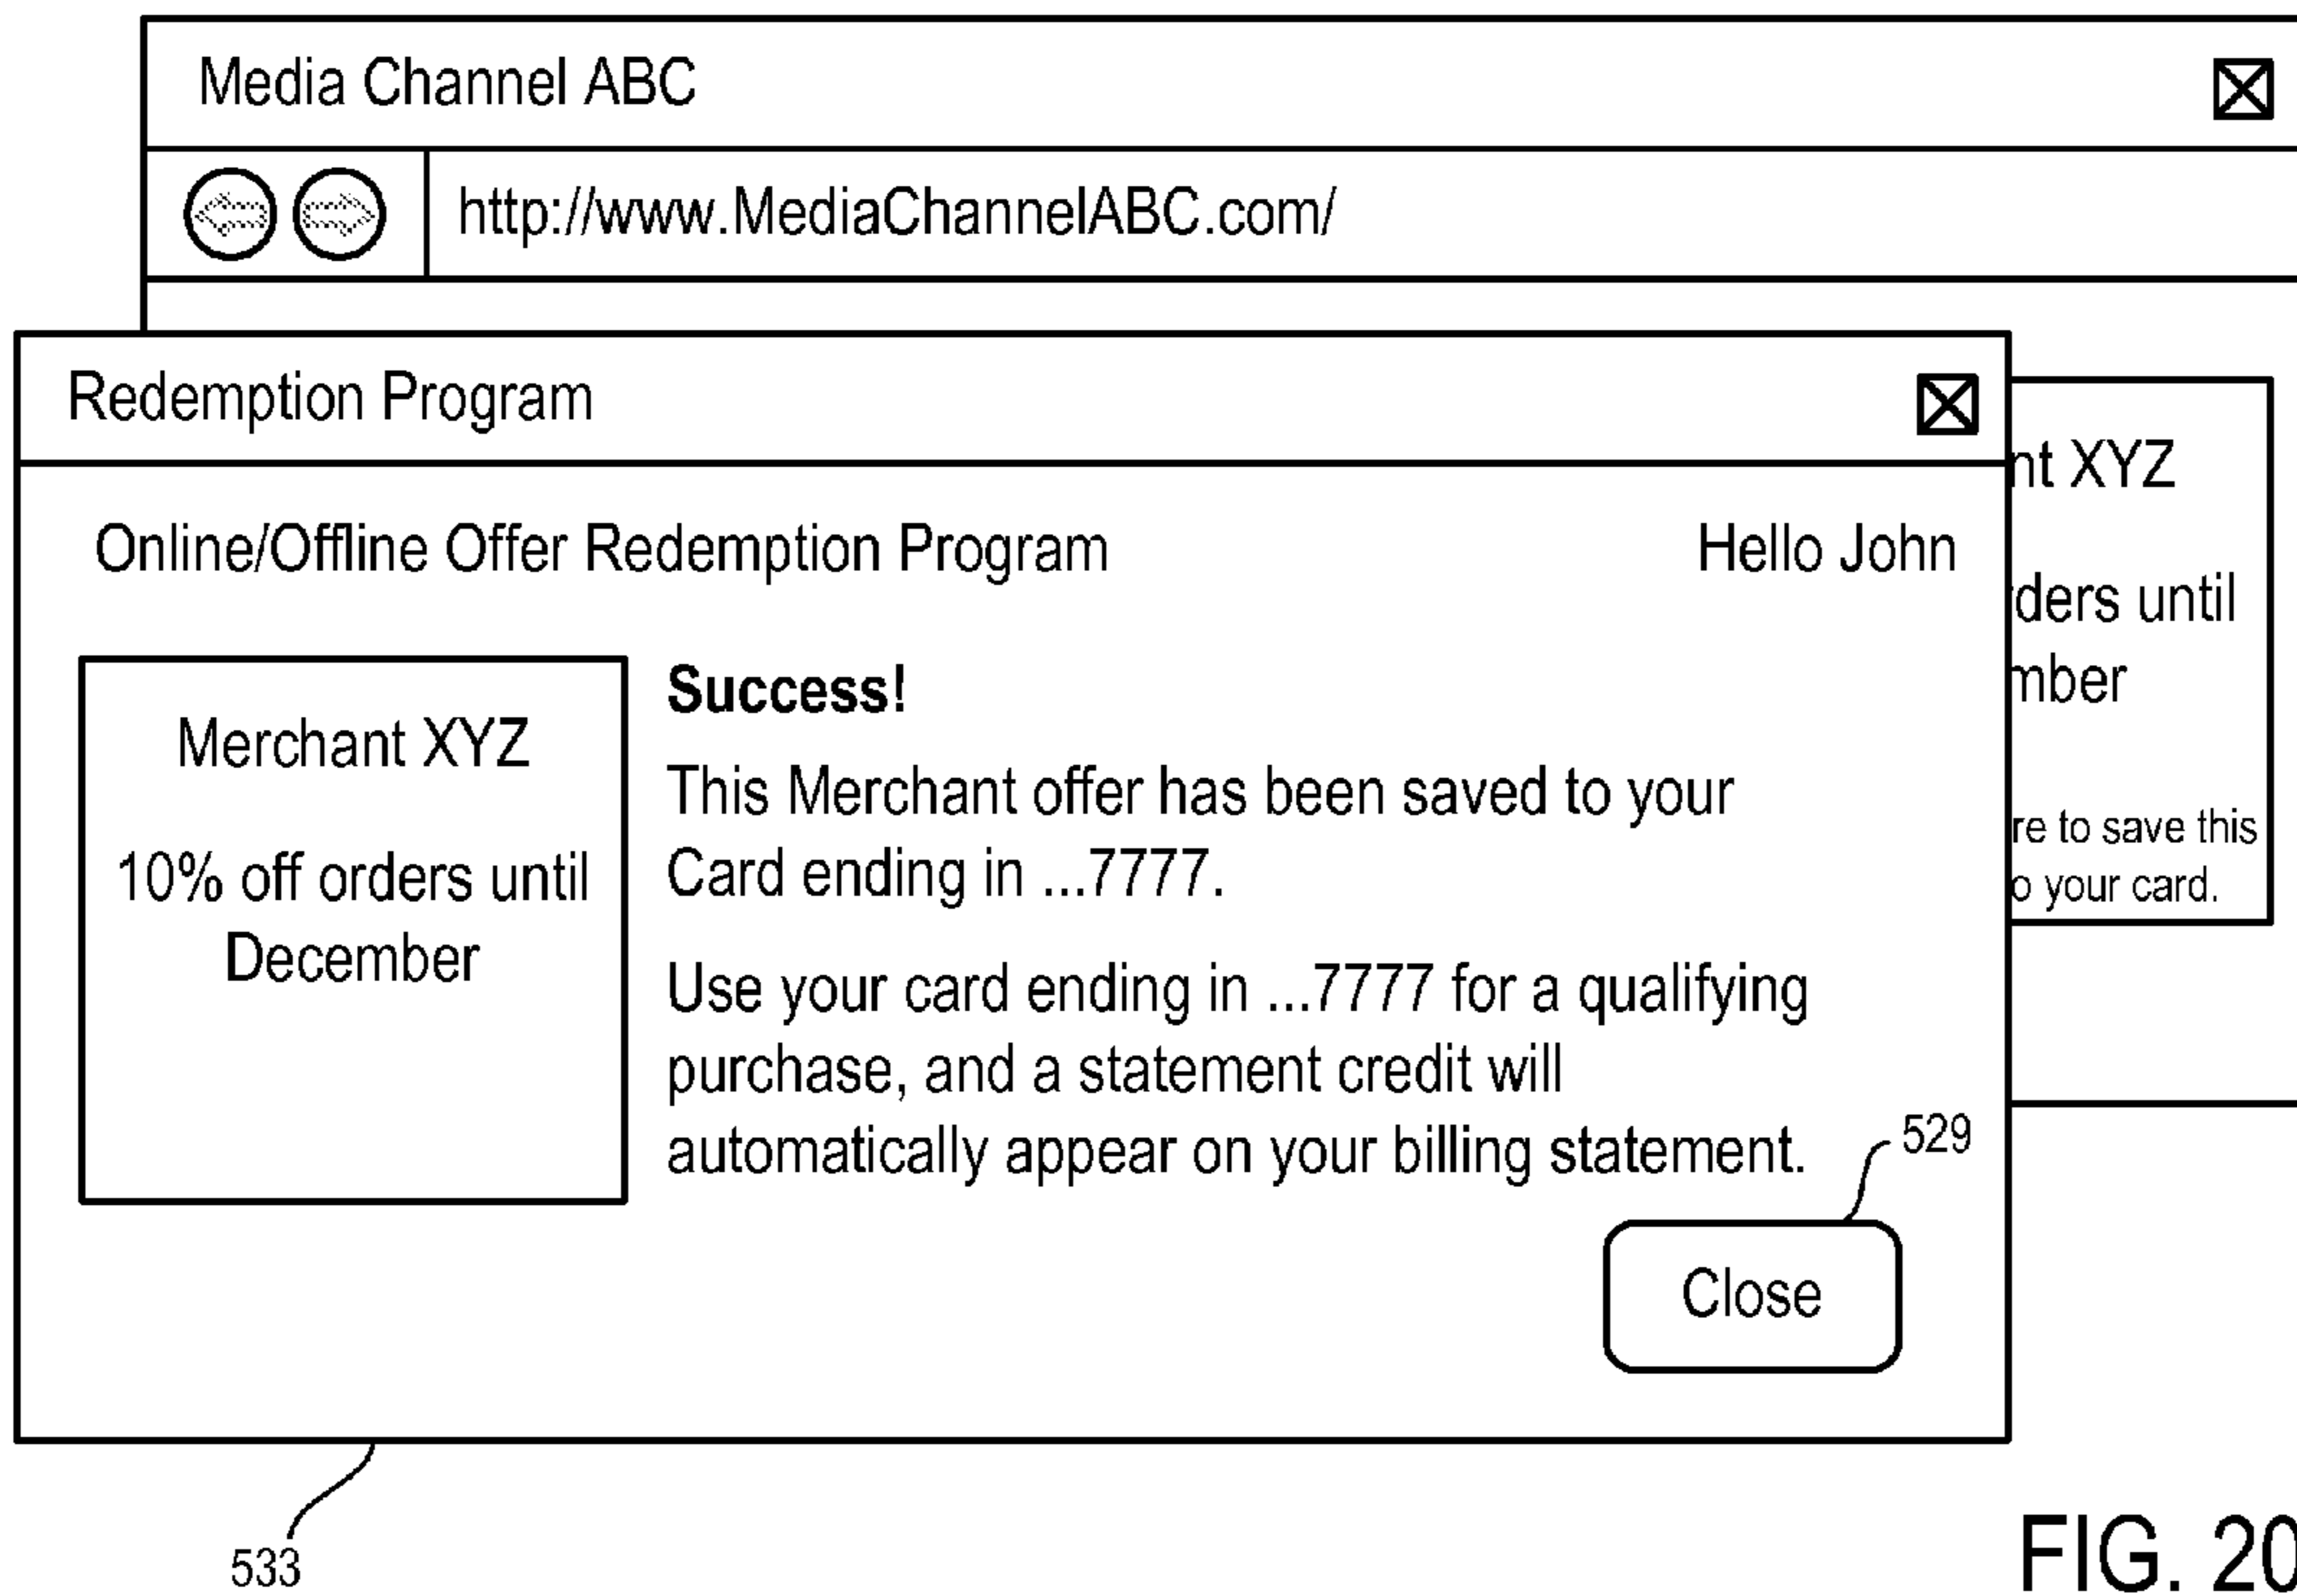 Media Channel ABC
http://www.MediaChannelABC.com/
Redemption Program
Online/Offline Offer Redemption Program
Hello John
Merchant XYZ
10% off orders until
December
Success!
This Merchant offer has been saved to your
Card ending in ...7777.
Use your card ending in ...7777 for a qualifying
purchase, and a statement credit will
automatically appear on your billing statement.
529
Close
nt XYZ
ders until
mber
re to save this
o your card.
533
FIG. 20